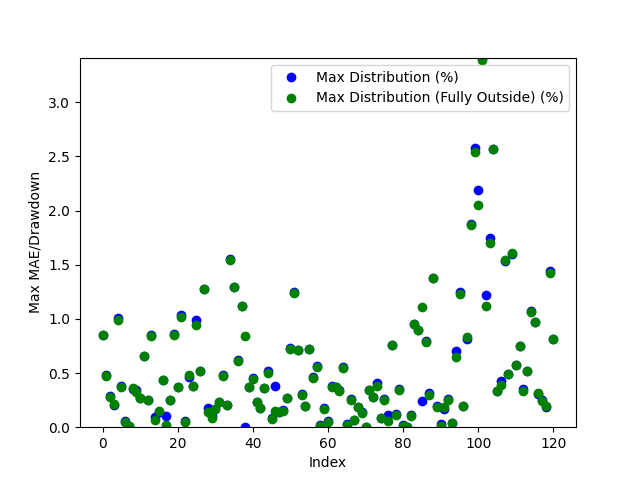 Max Distribution (%)
Max Distribution (Fully Outside) (%)
Max MAE/Drawdown
3.0
2.5
2.0
1.5
1.0
0.5
0.0
0 20 40 60 80 100 120
Index